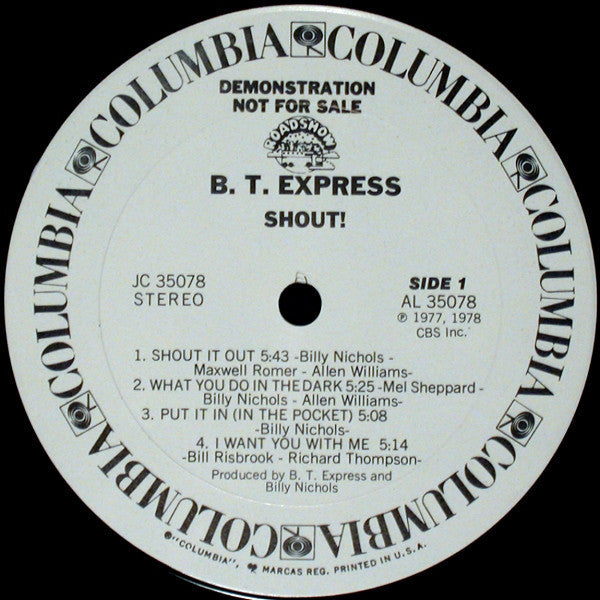 COLUMBIA COLUMBIA COLUMBIA COLUMBIA COLUMBIA COLUMBIA COLUMBIA COLUMBIA
DEMONSTRATION
NOT FOR SALE
ROADSHOW
B. T. EXPRESS
SHOUT!
JC 35078
STEREO
SIDE 1
AL 35078
℗ 1977, 1978
CBS Inc.
1. SHOUT IT OUT 5:43 -Billy Nichols -
Maxwell Romer - Allen Williams-
2. WHAT YOU DO IN THE DARK 5:25 -Mel Sheppard -
Billy Nichols - Allen Williams-
3. PUT IT IN (IN THE POCKET) 5:08
-Billy Nichols-
4. I WANT YOU WITH ME 5:14
-Bill Risbrook - Richard Thompson-
Produced by B. T. Express and
Billy Nichols
"COLUMBIA", MARCAS REG. PRINTED IN U.S.A.